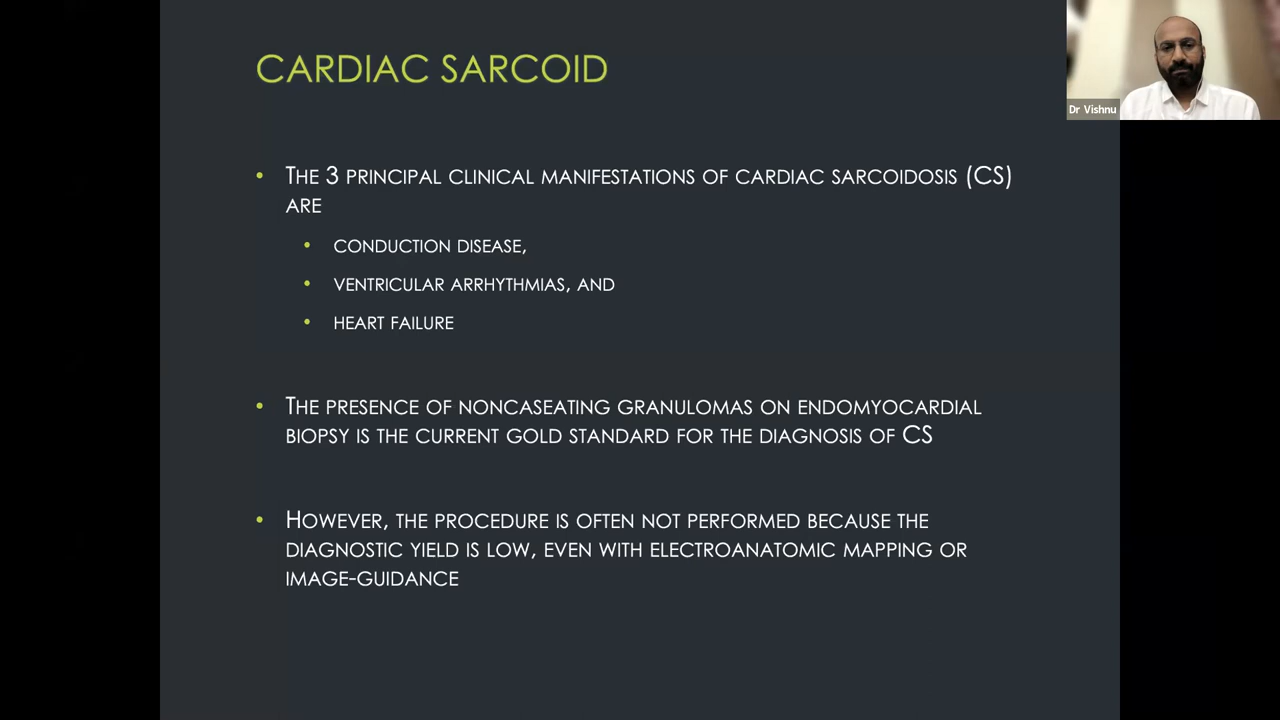 CARDIAC SARCOID
Dr Vishnu
• THE 3 PRINCIPAL CLINICAL MANIFESTATIONS OF CARDIAC SARCOIDOSIS (CS)
ARE
• CONDUCTION DISEASE,
• VENTRICULAR ARRHYTHMIAS, AND
• HEART FAILURE
• THE PRESENCE OF NONCASEATING GRANULOMAS ON ENDOMYOCARDIAL
BIOPSY IS THE CURRENT GOLD STANDARD FOR THE DIAGNOSIS OF CS
• HOWEVER, THE PROCEDURE IS OFTEN NOT PERFORMED BECAUSE THE
DIAGNOSTIC YIELD IS LOW, EVEN WITH ELECTROANATOMIC MAPPING OR
IMAGE-GUIDANCE